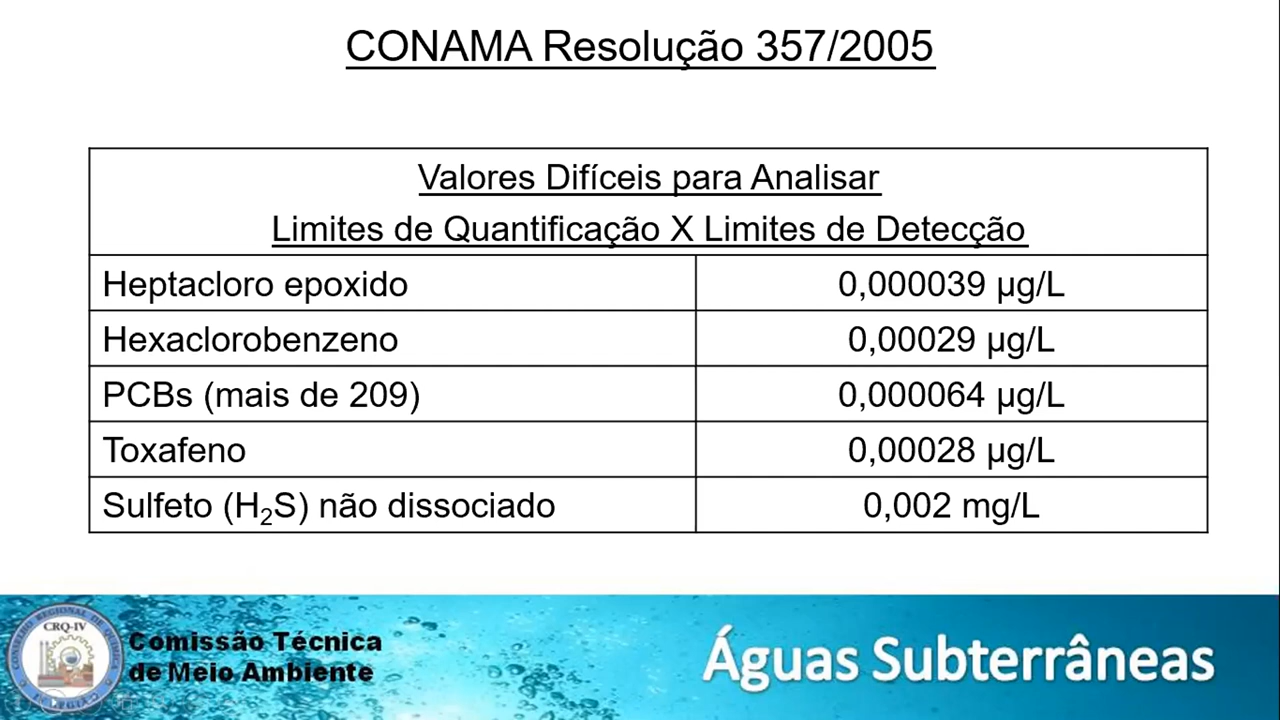 CONAMA Resolução 357/2005
Valores Difíceis para Analisar
Limites de Quantificação X Limites de Detecção
Heptacloro epoxido 0,000039 µg/L
Hexaclorobenzeno 0,00029 µg/L
PCBs (mais de 209) 0,000064 µg/L
Toxafeno 0,00028 µg/L
Sulfeto (H₂S) não dissociado 0,002 mg/L
CRQ-IV
Comissão Técnica
de Meio Ambiente
Águas Subterrâneas